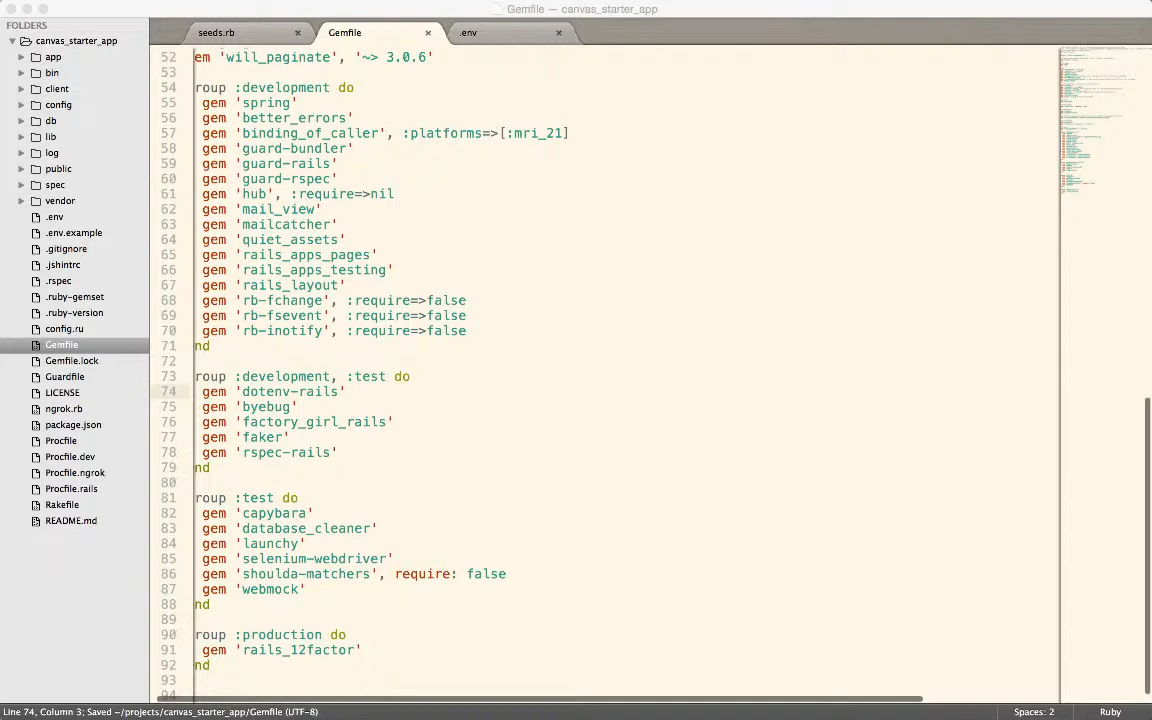 Gemfile — canvas_starter_app
FOLDERS
canvas_starter_app
app
bin
client
config
db
lib
log
public
spec
vendor
.env
.env.example
.gitignore
.jshintrc
.rspec
.ruby-gemset
.ruby-version
config.ru
Gemfile
Gemfile.lock
Guardfile
LICENSE
ngrok.rb
package.json
Procfile
Procfile.dev
Procfile.ngrok
Procfile.rails
Rakefile
README.md
seeds.rb × Gemfile × .env ×
52 em 'will_paginate', '~> 3.0.6'
53
54 roup :development do
55 gem 'spring'
56 gem 'better_errors'
57 gem 'binding_of_caller', :platforms=>[:mri_21]
58 gem 'guard-bundler'
59 gem 'guard-rails'
60 gem 'guard-rspec'
61 gem 'hub', :require=>nil
62 gem 'mail_view'
63 gem 'mailcatcher'
64 gem 'quiet_assets'
65 gem 'rails_apps_pages'
66 gem 'rails_apps_testing'
67 gem 'rails_layout'
68 gem 'rb-fchange', :require=>false
69 gem 'rb-fsevent', :require=>false
70 gem 'rb-inotify', :require=>false
71 nd
72
73 roup :development, :test do
74 gem 'dotenv-rails'
75 gem 'byebug'
76 gem 'factory_girl_rails'
77 gem 'faker'
78 gem 'rspec-rails'
79 nd
80
81 roup :test do
82 gem 'capybara'
83 gem 'database_cleaner'
84 gem 'launchy'
85 gem 'selenium-webdriver'
86 gem 'shoulda-matchers', require: false
87 gem 'webmock'
88 nd
89
90 roup :production do
91 gem 'rails_12factor'
92 nd
93
94
Line 74, Column 3; Saved ~/projects/canvas_starter_app/Gemfile (UTF-8) Spaces: 2 Ruby